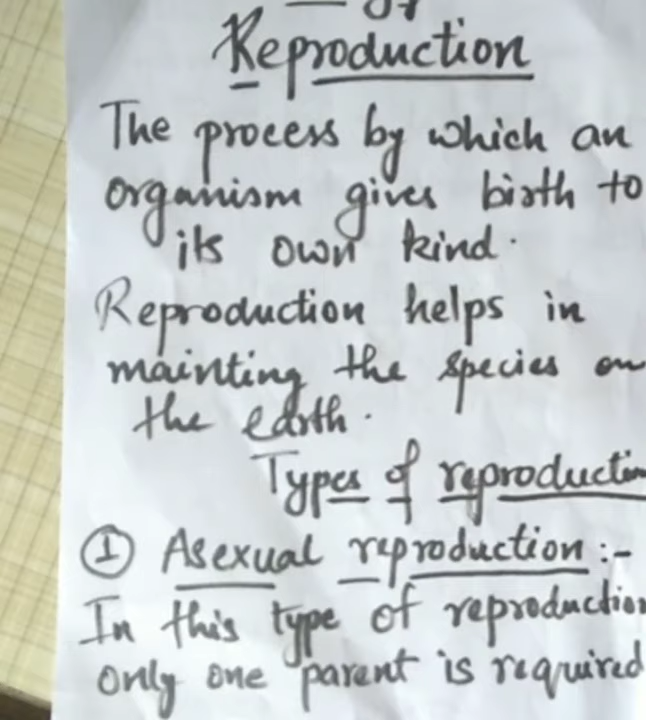 Reproduction
The process by which an
organism gives birth to
its own kind.
Reproduction helps in
mainting the species on
the earth.
Types of reproduction
① Asexual reproduction :-
In this type of reproduction
only one parent is required